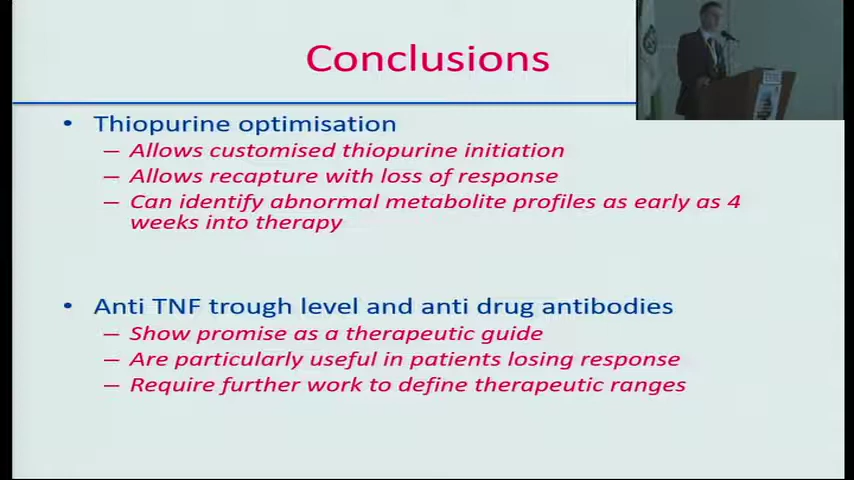 Conclusions
• Thiopurine optimisation
– Allows customised thiopurine initiation
– Allows recapture with loss of response
– Can identify abnormal metabolite profiles as early as 4
weeks into therapy
• Anti TNF trough level and anti drug antibodies
– Show promise as a therapeutic guide
– Are particularly useful in patients losing response
– Require further work to define therapeutic ranges